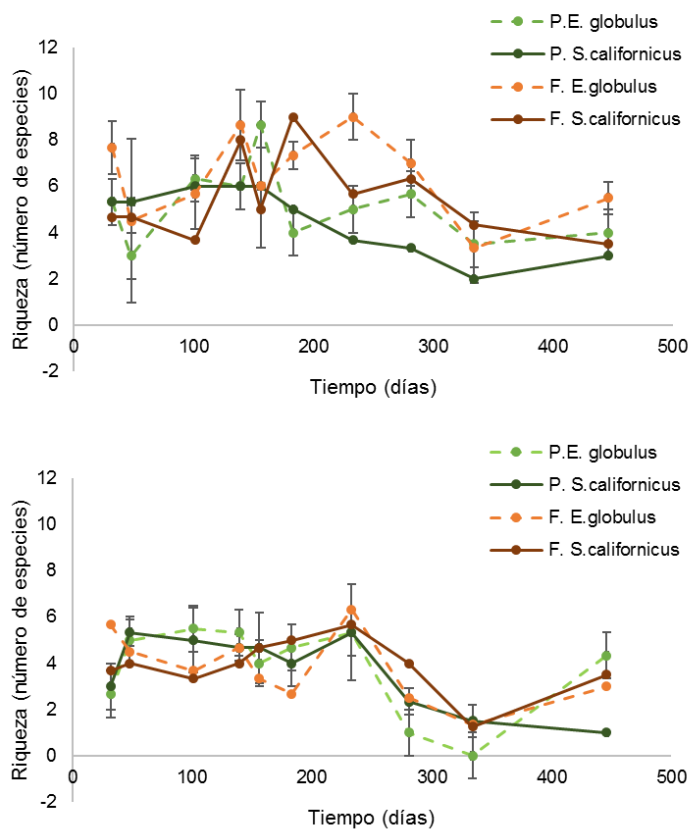 P.E. globulus
P. S.californicus
F. E.globulus
F. S.californicus
12
10
8
6
4
2
0
-2
0
100
200
300
400
500
Riqueza (número de especies)
Tiempo (días)
P.E. globulus
P. S.californicus
F. E.globulus
F. S.californicus
12
10
8
6
4
2
0
-2
0
100
200
300
400
500
Riqueza (número de especies)
Tiempo (días)